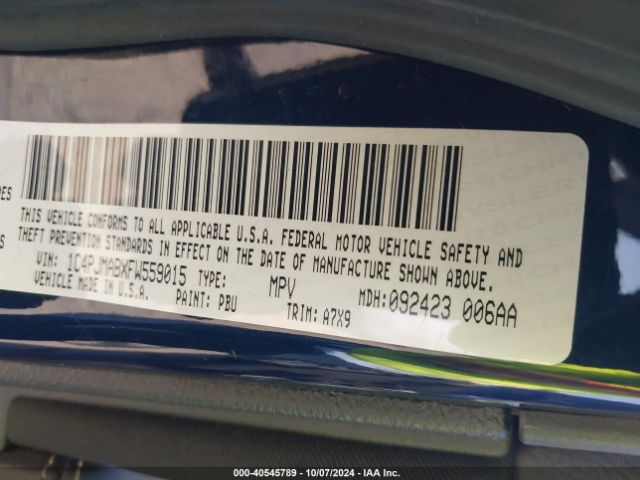 THIS VEHICLE CONFORMS TO ALL APPLICABLE U.S.A. FEDERAL MOTOR VEHICLE SAFETY AND
THEFT PREVENTION STANDARDS IN EFFECT ON THE DATE OF MANUFACTURE SHOWN ABOVE.
VIN: 1C4PJMABXFW559015 TYPE: MPV MDH: 092423 006AA
VEHICLE MADE IN U.S.A. PAINT: PBU TRIM: A7X9
000-40545789 - 10/07/2024 - IAA Inc.